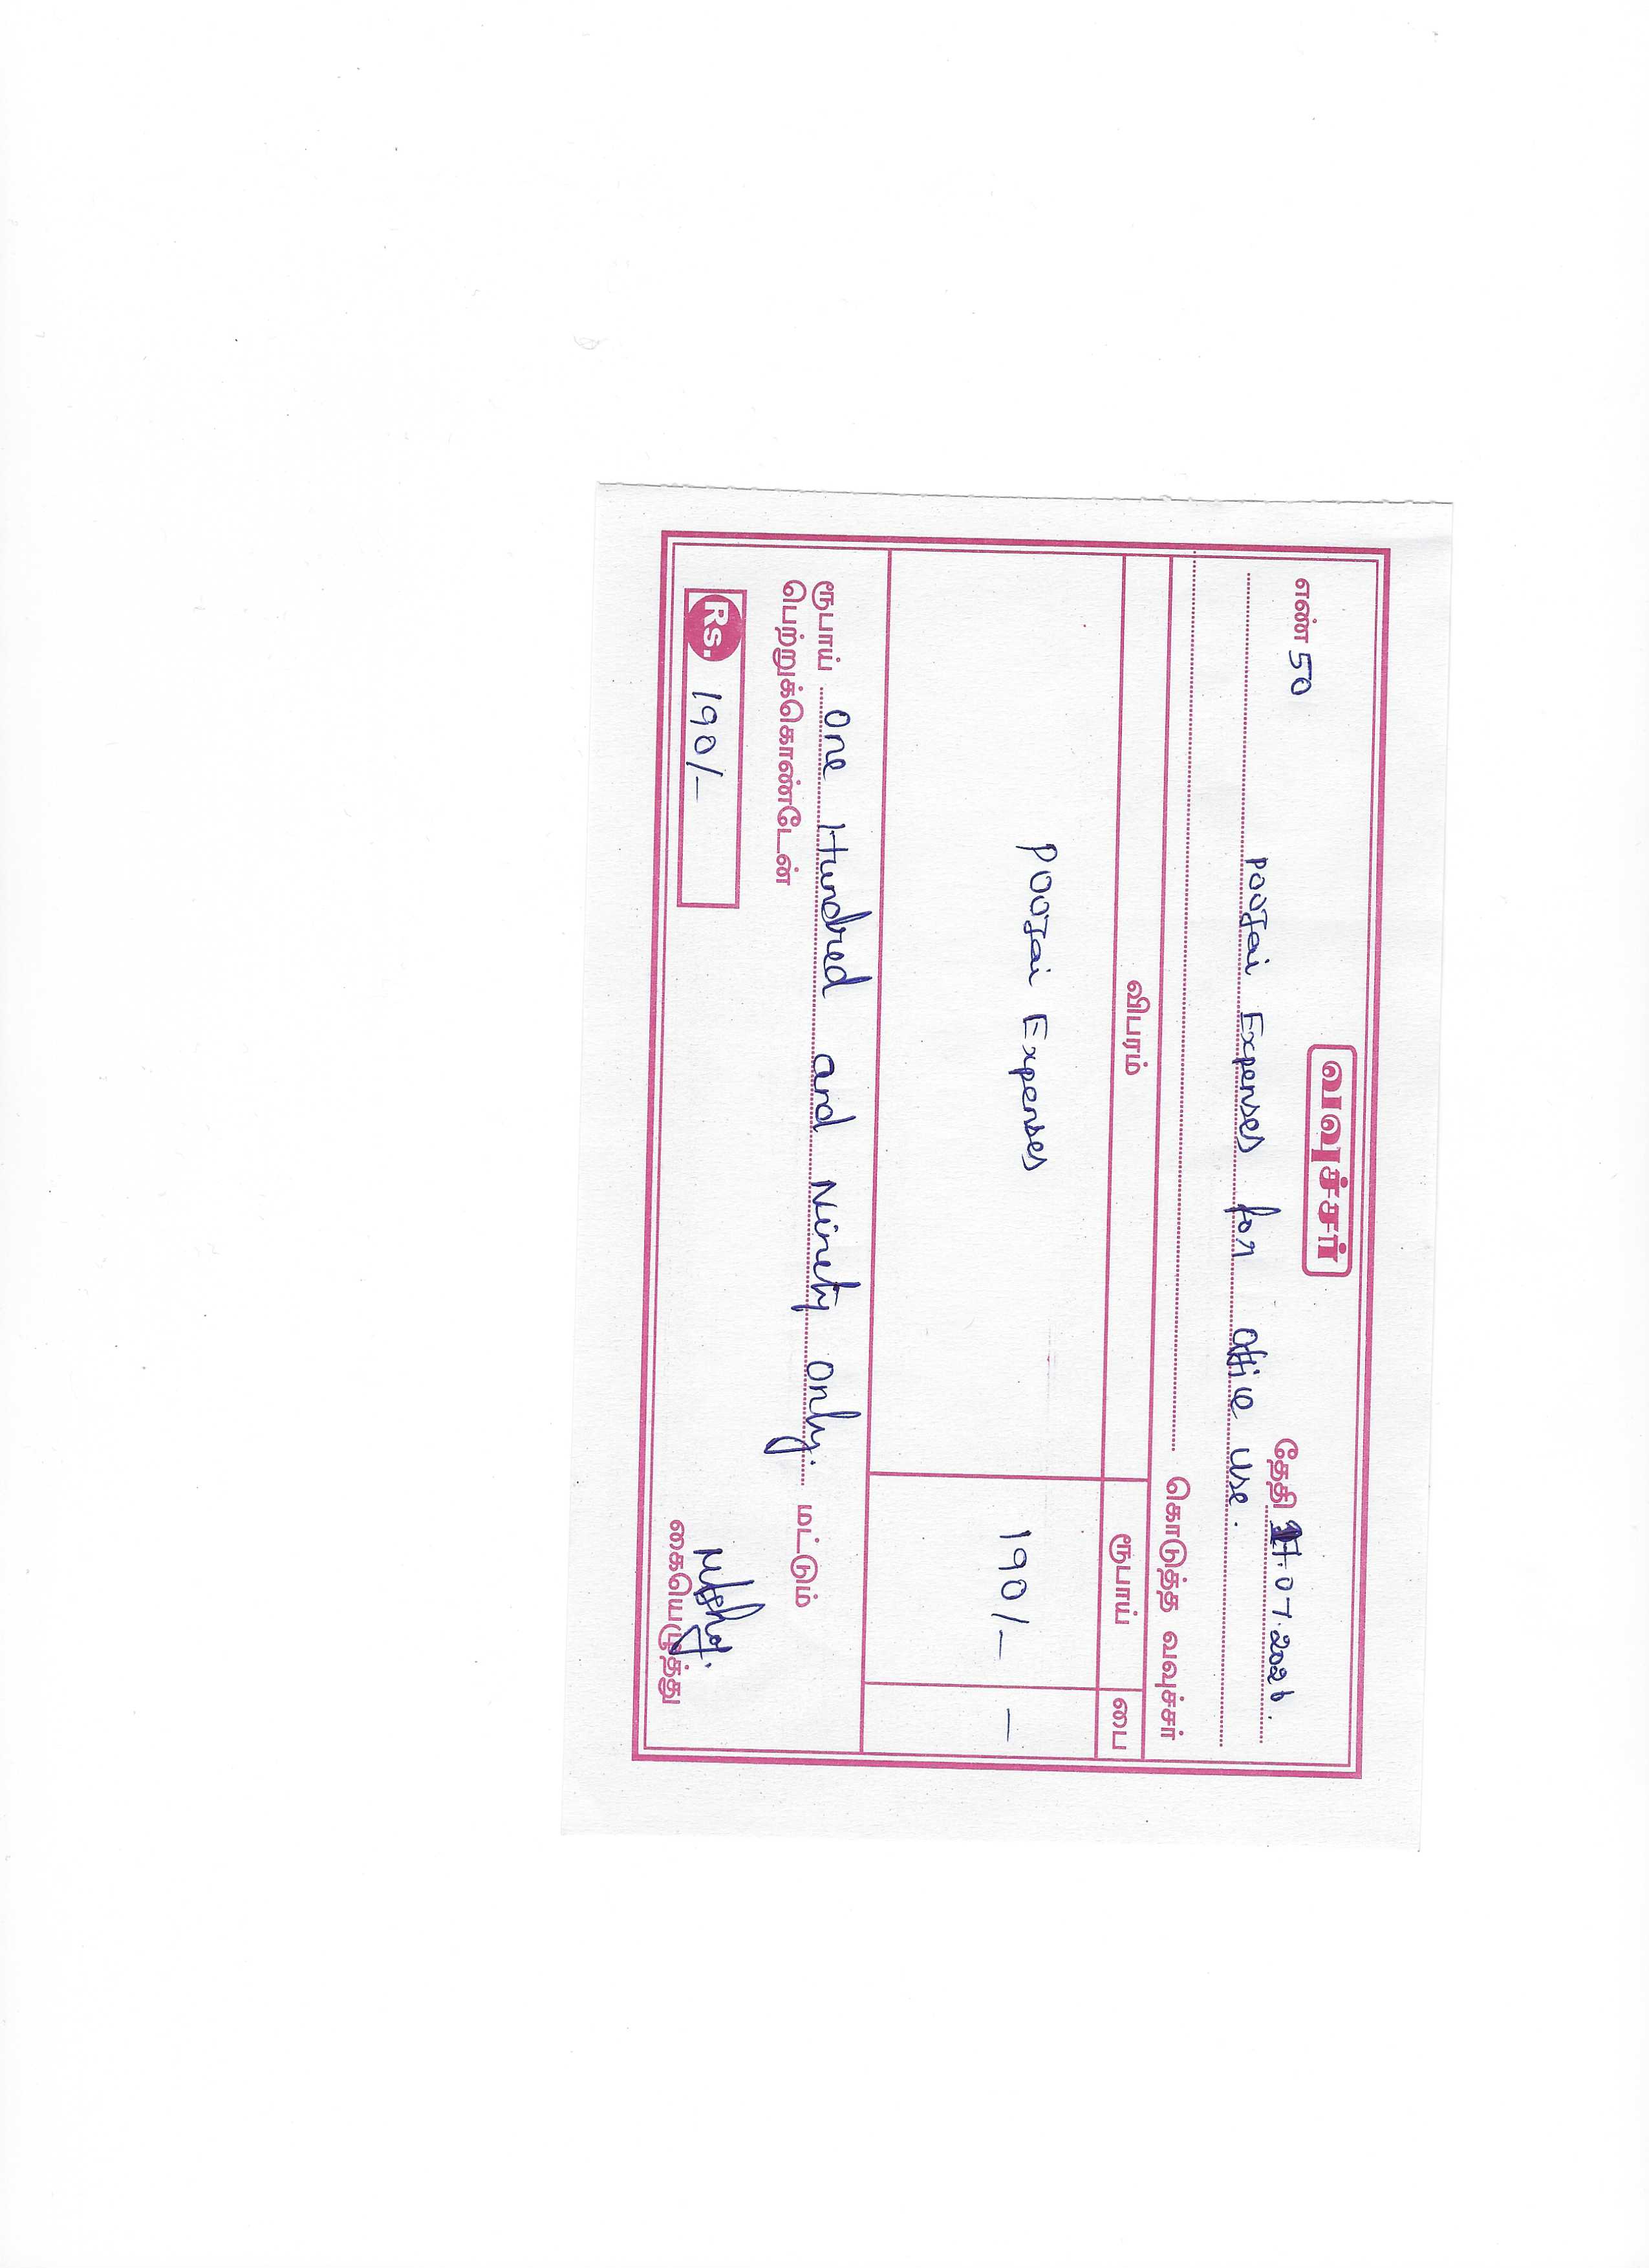 வவுச்சர்
எண் 50
தேதி 07.2026.
Poojai Expenses for office use.
கொடுத்த வவுச்சர்
விபரம் ரூபாய் பை
Poojai Expenses 190/- -
ரூபாய் One Hundred and Ninety Only. மட்டும்
பெற்றுக்கொண்டேன்
Rs. 190/-
கையெழுத்து